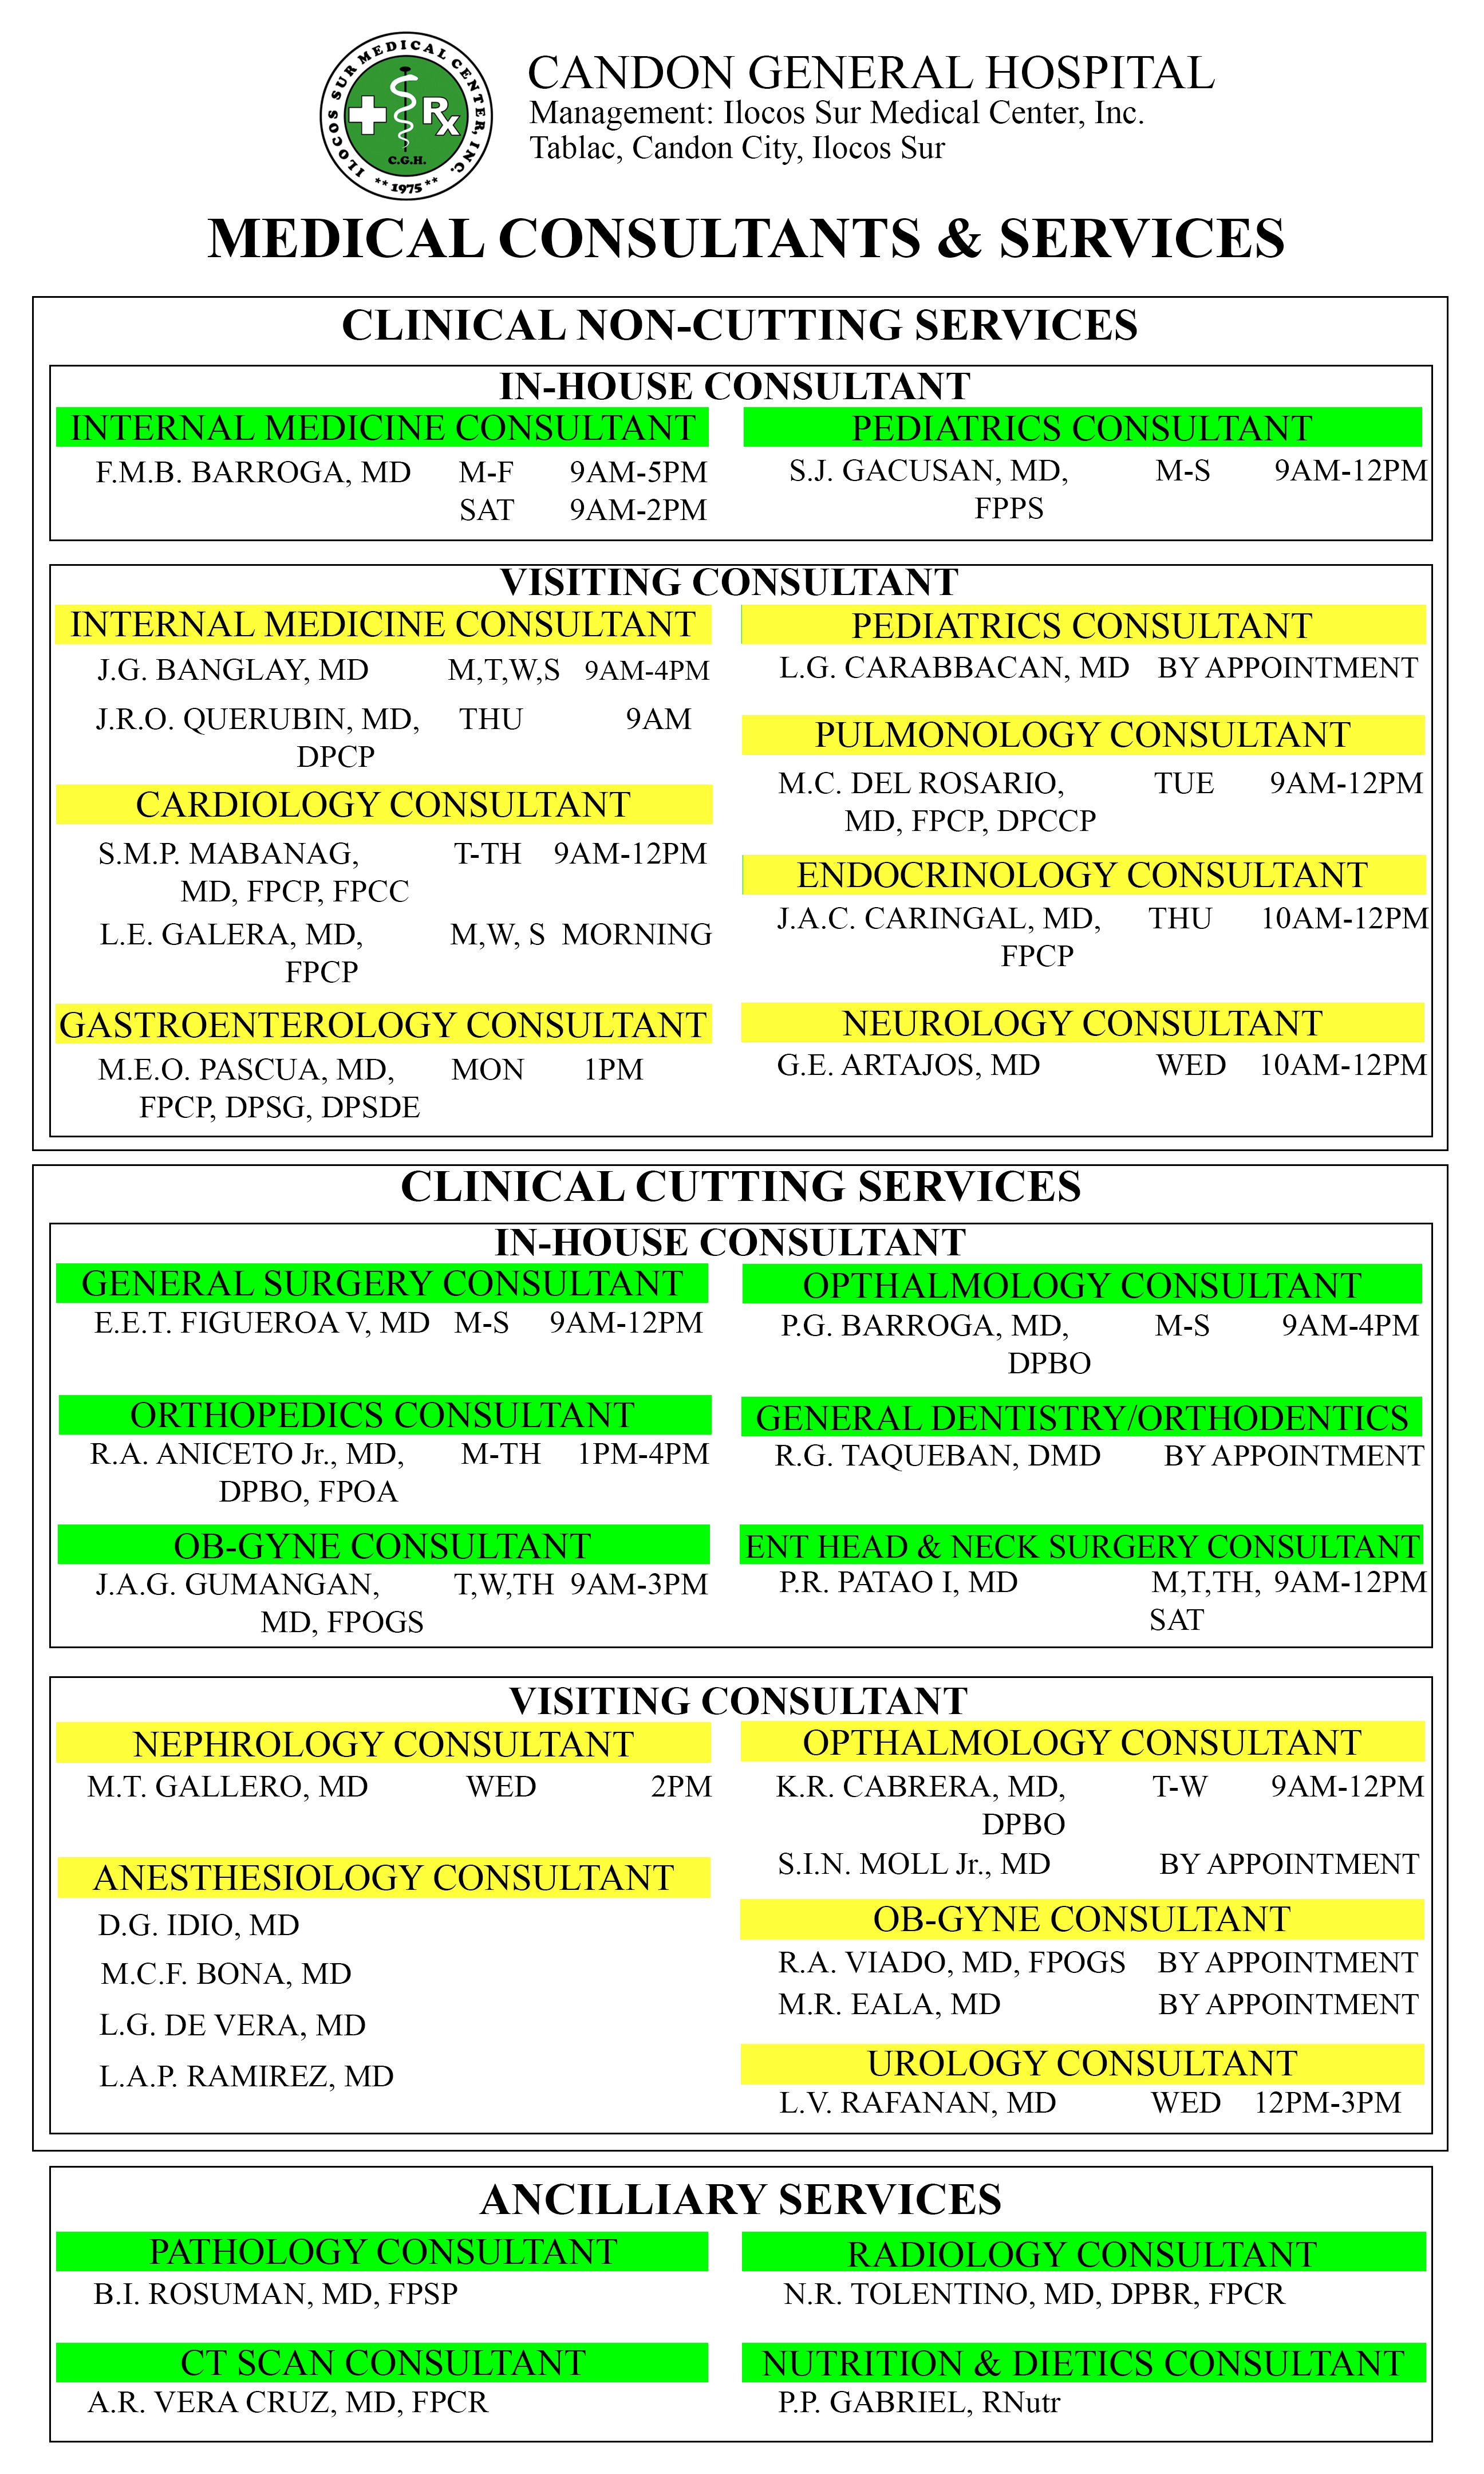 ILOCOS SUR MEDICAL CENTER, INC.
Rx
C.G.H.
** 1975 **
CANDON GENERAL HOSPITAL
Management: Ilocos Sur Medical Center, Inc.
Tablac, Candon City, Ilocos Sur
MEDICAL CONSULTANTS & SERVICES
CLINICAL NON-CUTTING SERVICES
IN-HOUSE CONSULTANT
INTERNAL MEDICINE CONSULTANT
F.M.B. BARROGA, MD M-F 9AM-5PM
SAT 9AM-2PM
PEDIATRICS CONSULTANT
S.J. GACUSAN, MD, M-S 9AM-12PM
FPPS
VISITING CONSULTANT
INTERNAL MEDICINE CONSULTANT
J.G. BANGLAY, MD M,T,W,S 9AM-4PM
J.R.O. QUERUBIN, MD, THU 9AM
DPCP
CARDIOLOGY CONSULTANT
S.M.P. MABANAG, T-TH 9AM-12PM
MD, FPCP, FPCC
L.E. GALERA, MD, M,W, S MORNING
FPCP
GASTROENTEROLOGY CONSULTANT
M.E.O. PASCUA, MD, MON 1PM
FPCP, DPSG, DPSDE
PEDIATRICS CONSULTANT
L.G. CARABBACAN, MD BY APPOINTMENT
PULMONOLOGY CONSULTANT
M.C. DEL ROSARIO, TUE 9AM-12PM
MD, FPCP, DPCCP
ENDOCRINOLOGY CONSULTANT
J.A.C. CARINGAL, MD, THU 10AM-12PM
FPCP
NEUROLOGY CONSULTANT
G.E. ARTAJOS, MD WED 10AM-12PM
CLINICAL CUTTING SERVICES
IN-HOUSE CONSULTANT
GENERAL SURGERY CONSULTANT
E.E.T. FIGUEROA V, MD M-S 9AM-12PM
ORTHOPEDICS CONSULTANT
R.A. ANICETO Jr., MD, M-TH 1PM-4PM
DPBO, FPOA
OB-GYNE CONSULTANT
J.A.G. GUMANGAN, T,W,TH 9AM-3PM
MD, FPOGS
OPTHALMOLOGY CONSULTANT
P.G. BARROGA, MD, M-S 9AM-4PM
DPBO
GENERAL DENTISTRY/ORTHODENTICS
R.G. TAQUEBAN, DMD BY APPOINTMENT
ENT HEAD & NECK SURGERY CONSULTANT
P.R. PATAO I, MD M,T,TH, 9AM-12PM
SAT
VISITING CONSULTANT
NEPHROLOGY CONSULTANT
M.T. GALLERO, MD WED 2PM
ANESTHESIOLOGY CONSULTANT
D.G. IDIO, MD
M.C.F. BONA, MD
L.G. DE VERA, MD
L.A.P. RAMIREZ, MD
OPTHALMOLOGY CONSULTANT
K.R. CABRERA, MD, T-W 9AM-12PM
DPBO
S.I.N. MOLL Jr., MD BY APPOINTMENT
OB-GYNE CONSULTANT
R.A. VIADO, MD, FPOGS BY APPOINTMENT
M.R. EALA, MD BY APPOINTMENT
UROLOGY CONSULTANT
L.V. RAFANAN, MD WED 12PM-3PM
ANCILLIARY SERVICES
PATHOLOGY CONSULTANT
B.I. ROSUMAN, MD, FPSP
RADIOLOGY CONSULTANT
N.R. TOLENTINO, MD, DPBR, FPCR
CT SCAN CONSULTANT
A.R. VERA CRUZ, MD, FPCR
NUTRITION & DIETICS CONSULTANT
P.P. GABRIEL, RNutr